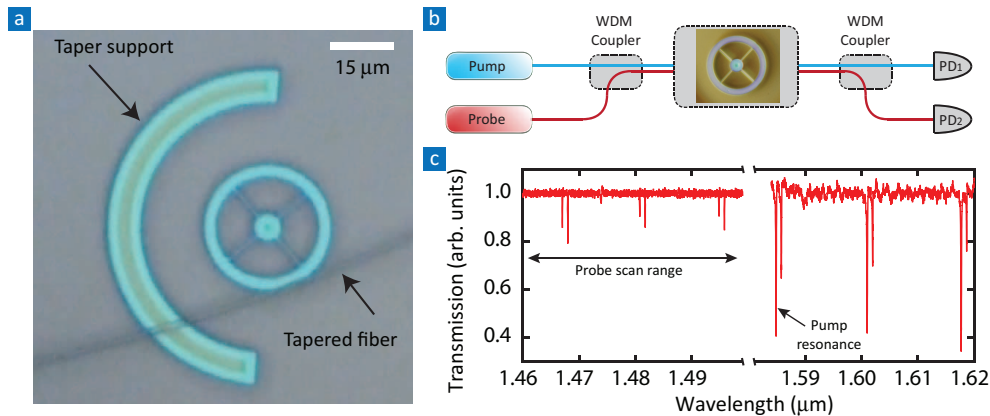 a
Taper support
15 μm
Tapered fiber
b
WDM
Coupler
WDM
Coupler
Pump
PD1
Probe
PD2
c
Transmission (arb. units)
1.0
0.8
0.6
0.4
Probe scan range
Pump
resonance
1.46 1.47 1.48 1.49 1.59 1.60 1.61 1.62
Wavelength (μm)